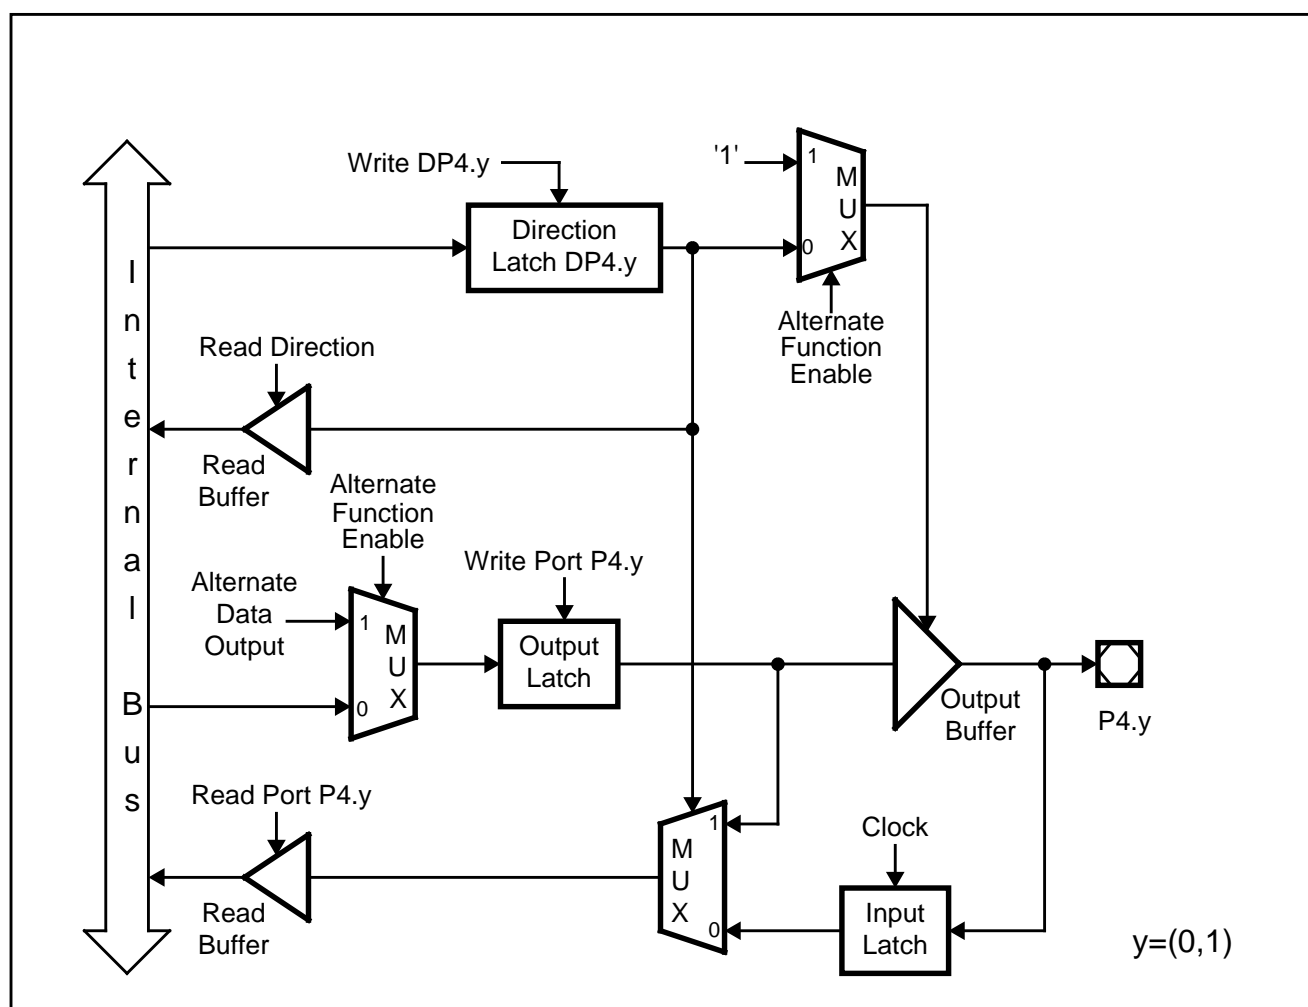 Write DP4.y
'1'
1
M
U
X
0
Direction
Latch DP4.y
Alternate
Function
Enable
Internal Bus
Read Direction
Read
Buffer
Alternate
Function
Enable
Write Port P4.y
Alternate
Data
Output
1
M
U
X
0
Output
Latch
Output
Buffer
P4.y
Read Port P4.y
Read
Buffer
1
M
U
X
0
Clock
Input
Latch
y=(0,1)